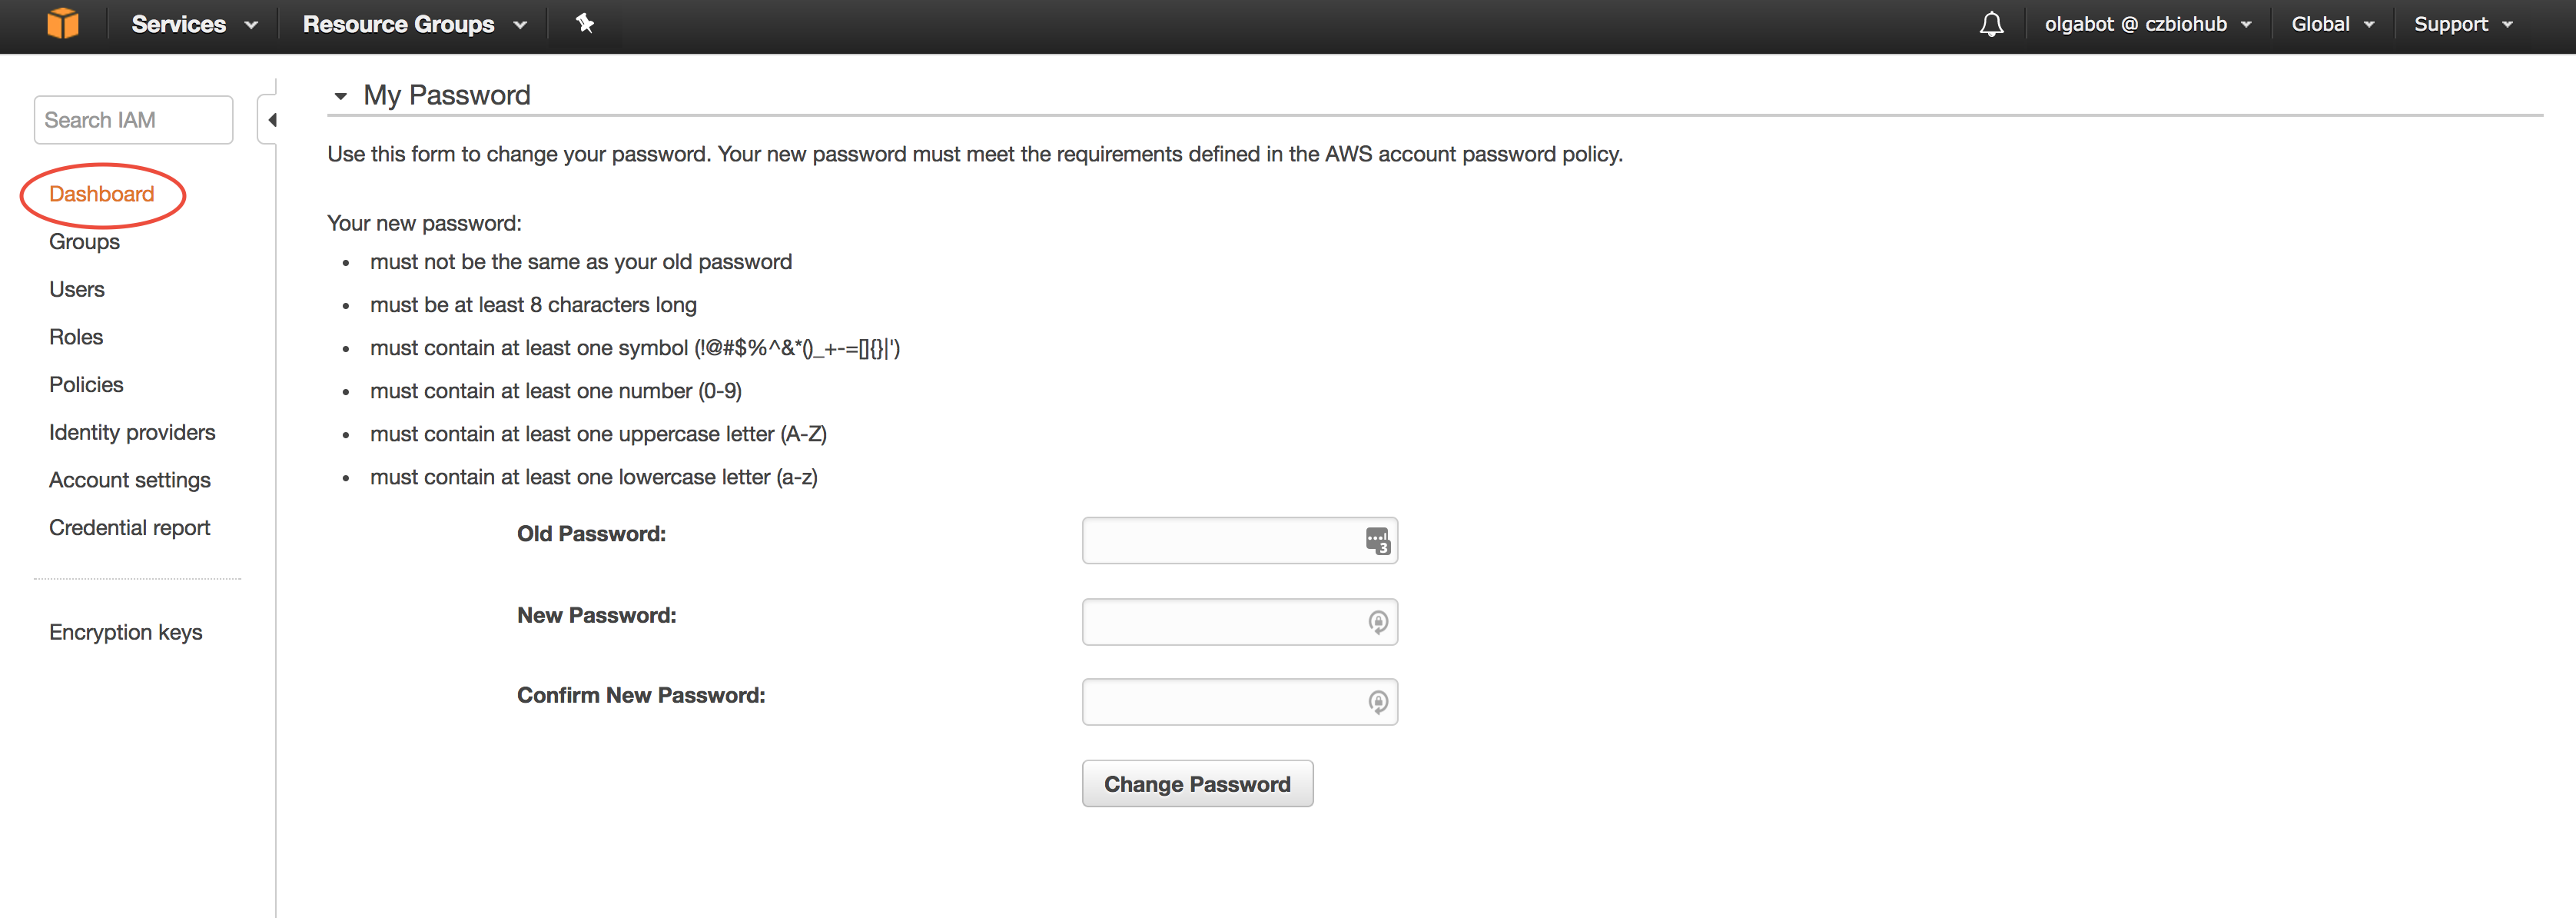 Services Resource Groups olgabot @ czbiohub Global Support
Search IAM
Dashboard
Groups
Users
Roles
Policies
Identity providers
Account settings
Credential report
Encryption keys
My Password
Use this form to change your password. Your new password must meet the requirements defined in the AWS account password policy.
Your new password:
• must not be the same as your old password
• must be at least 8 characters long
• must contain at least one symbol (!@#$%^&*()_+-=[]{}|')
• must contain at least one number (0-9)
• must contain at least one uppercase letter (A-Z)
• must contain at least one lowercase letter (a-z)
Old Password:
3
New Password:
Confirm New Password:
Change Password